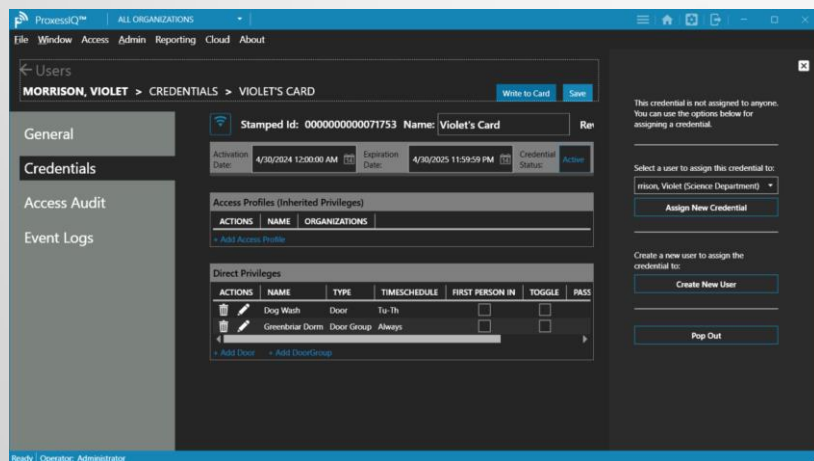 ProxessIQ™ ALL ORGANIZATIONS
File Window Access Admin Reporting Cloud About
Users
MORRISON, VIOLET > CREDENTIALS > VIOLET'S CARD
Write to Card Save
General
Credentials
Access Audit
Event Logs
Stamped Id: 0000000000071753 Name: Violet's Card Re
Activation Date: 4/30/2024 12:00:00 AM Expiration Date: 4/30/2025 11:59:59 PM Credential Status: Active
Access Profiles (Inherited Privileges)
ACTIONS NAME ORGANIZATIONS
+ Add Access Profile
Direct Privileges
ACTIONS NAME TYPE TIMESCHEDULE FIRST PERSON IN TOGGLE PASS
Dog Wash Door Tu-Th
Greenbriar Dorm Door Group Always
+ Add Door + Add DoorGroup
This credential is not assigned to anyone.
You can use the options below for
assigning a credential.
Select a user to assign this credential to:
rrison, Violet (Science Department)
Assign New Credential
Create a new user to assign the
credential to:
Create New User
Pop Out
Ready Operator: Administrator